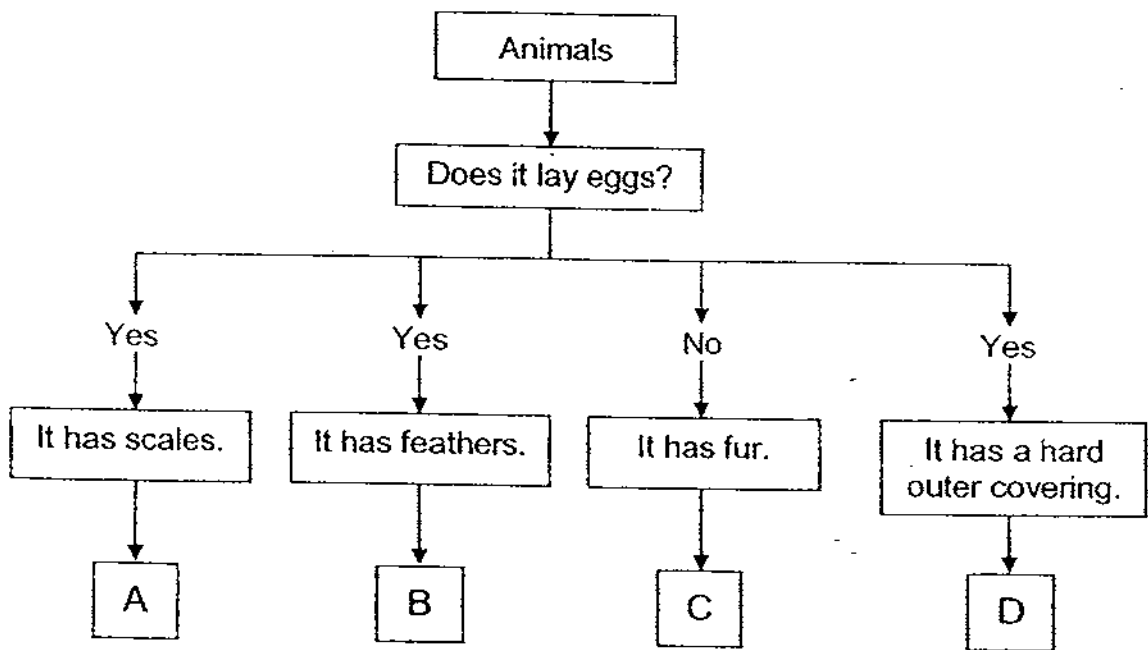 Animals
Does it lay eggs?
Yes
Yes
No
Yes
It has scales.
It has feathers.
It has fur.
It has a hard
outer covering.
A
B
C
D